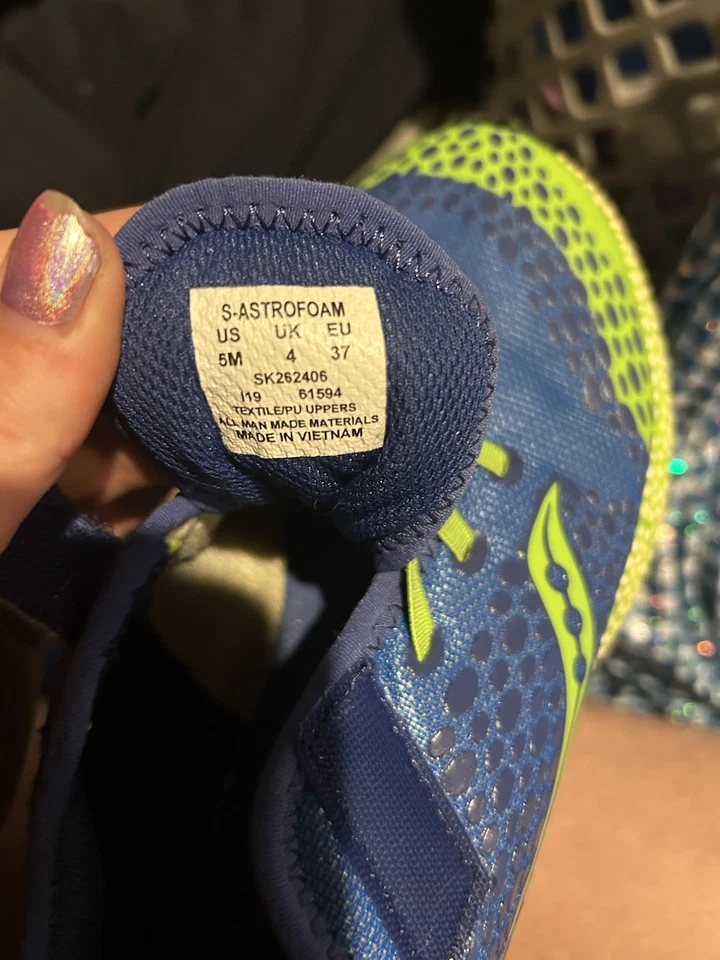 S-ASTROFOAM
US UK EU
5M 4 37
SK262406
I19 61594
TEXTILE/PU UPPERS
ALL MAN MADE MATERIALS
MADE IN VIETNAM